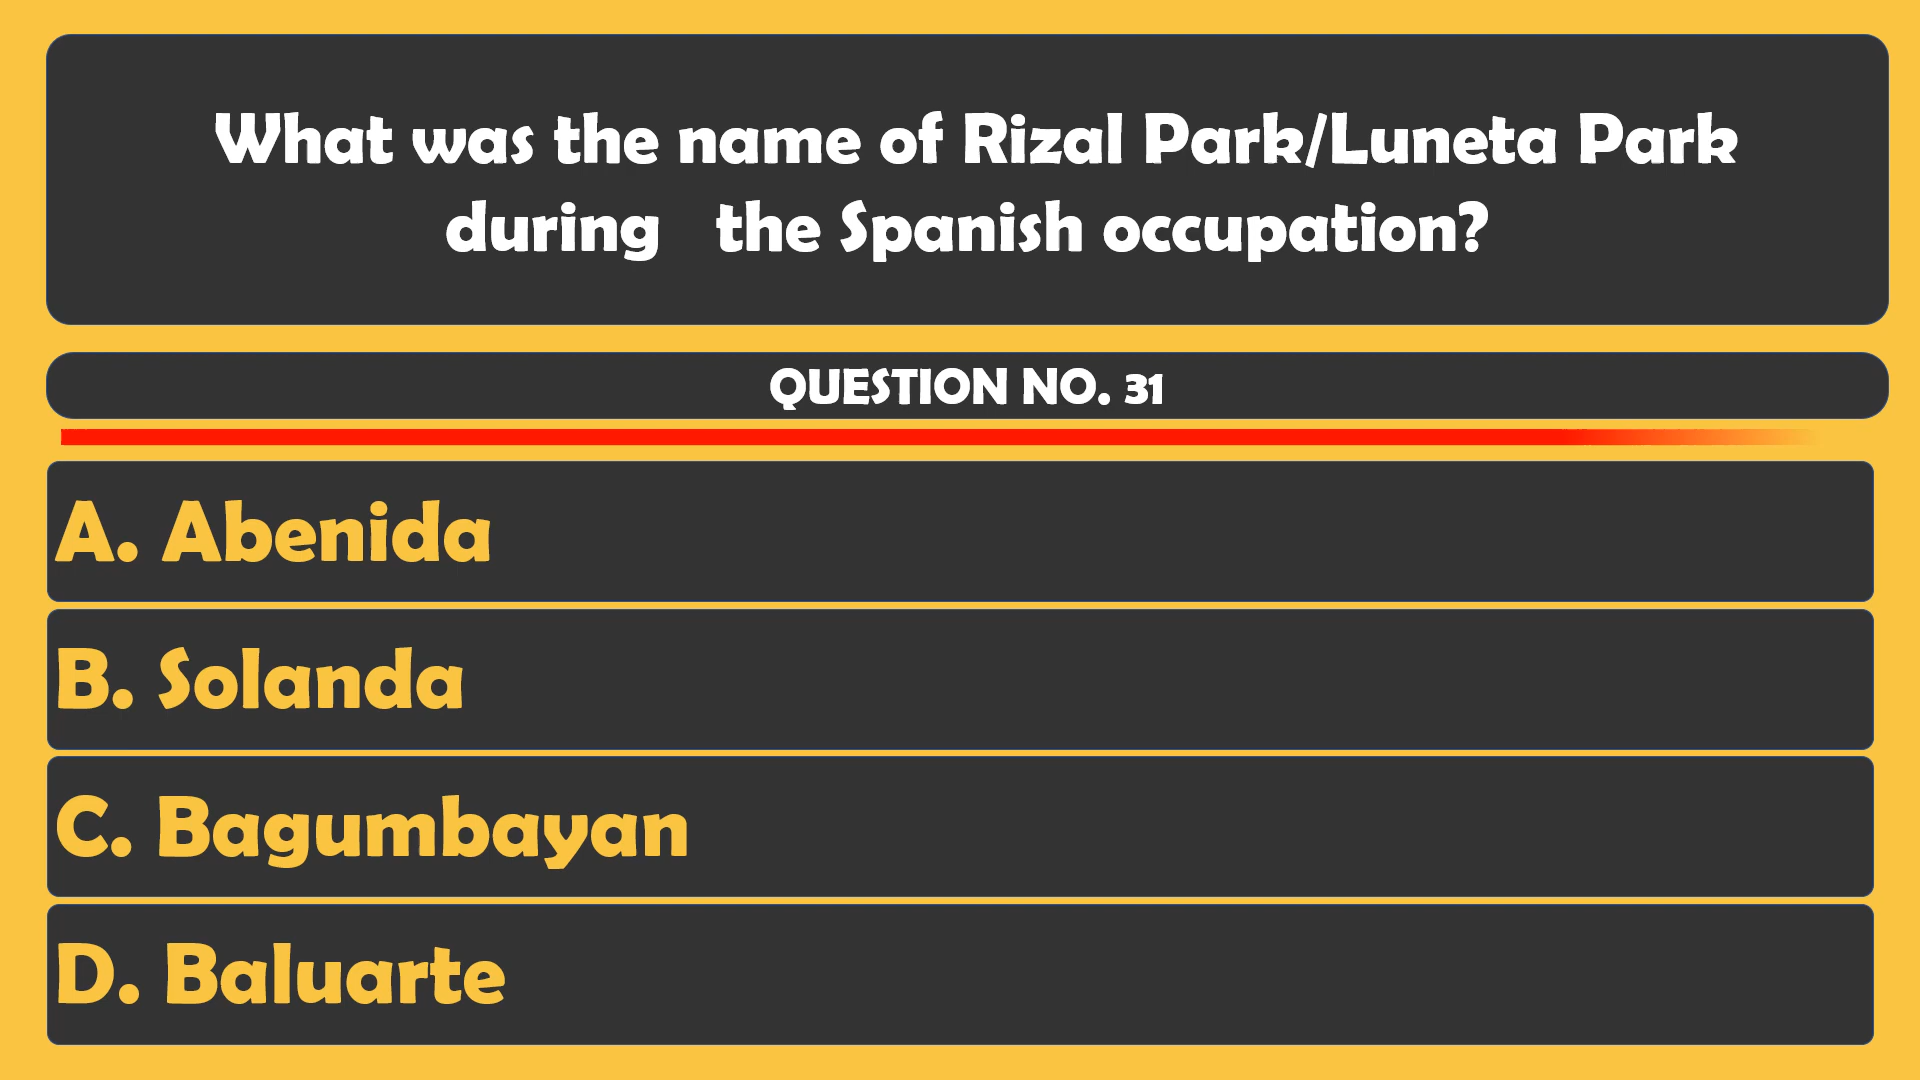 What was the name of Rizal Park/Luneta Park
during   the Spanish occupation?
QUESTION NO. 31
A. Abenida
B. Solanda
C. Bagumbayan
D. Baluarte